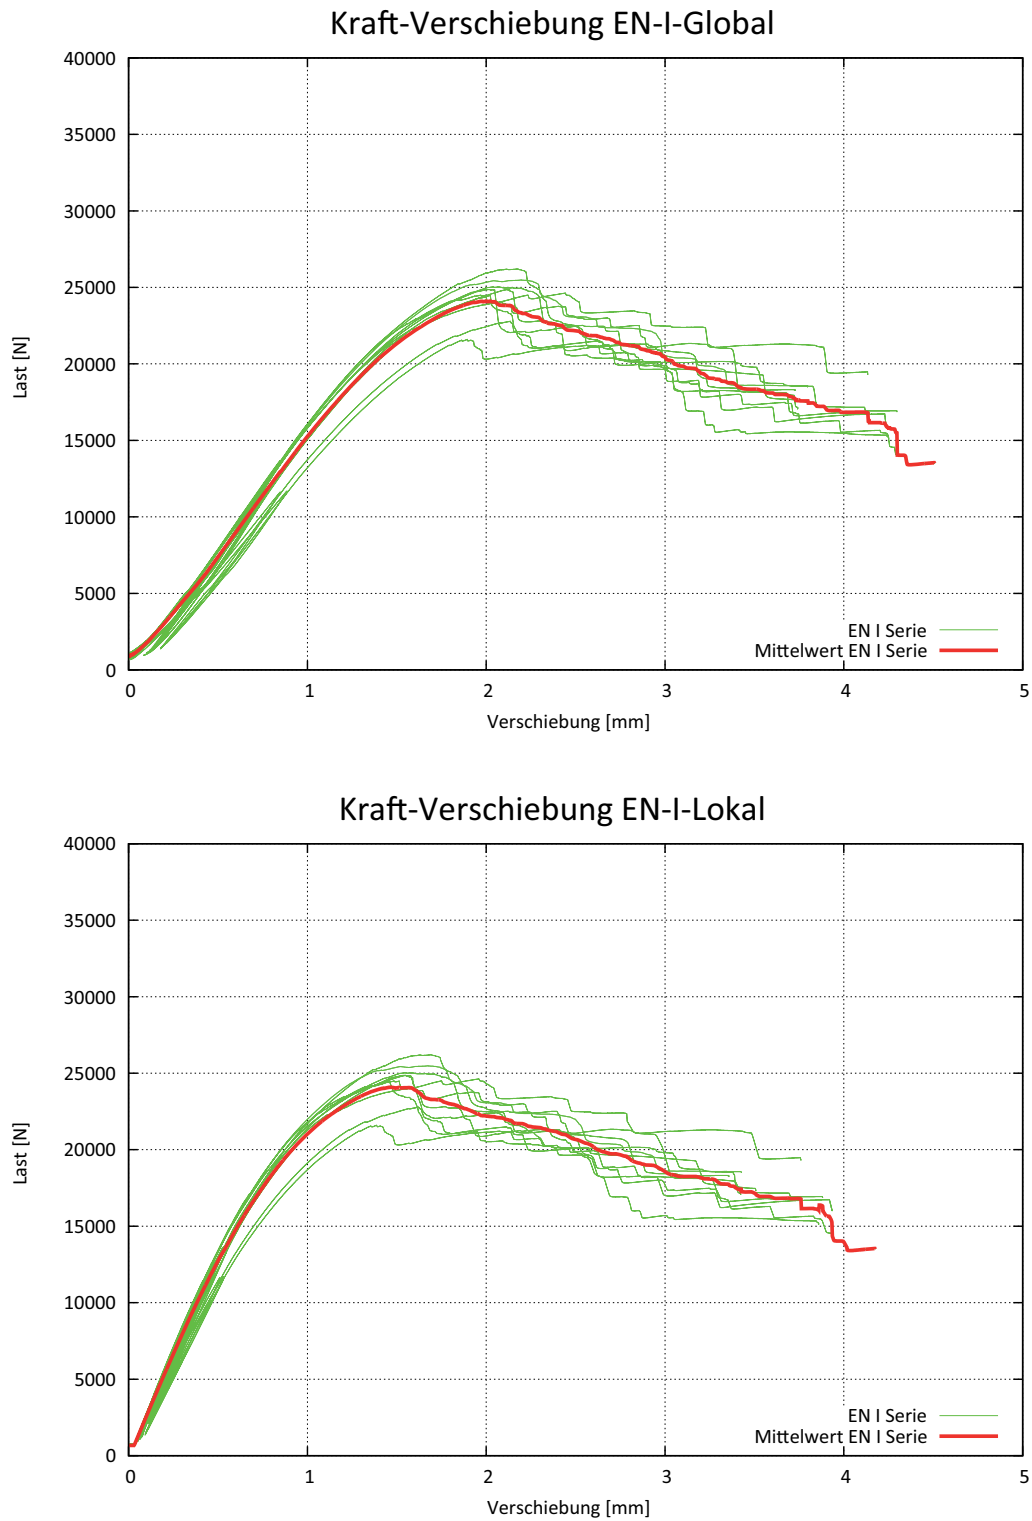 Kraft-Verschiebung EN-I-Global
40000
35000
30000
25000
20000
15000
10000
5000
0
Last [N]
EN I Serie
Mittelwert EN I Serie
0 1 2 3 4 5
Verschiebung [mm]
Kraft-Verschiebung EN-I-Lokal
40000
35000
30000
25000
20000
15000
10000
5000
0
Last [N]
EN I Serie
Mittelwert EN I Serie
0 1 2 3 4 5
Verschiebung [mm]